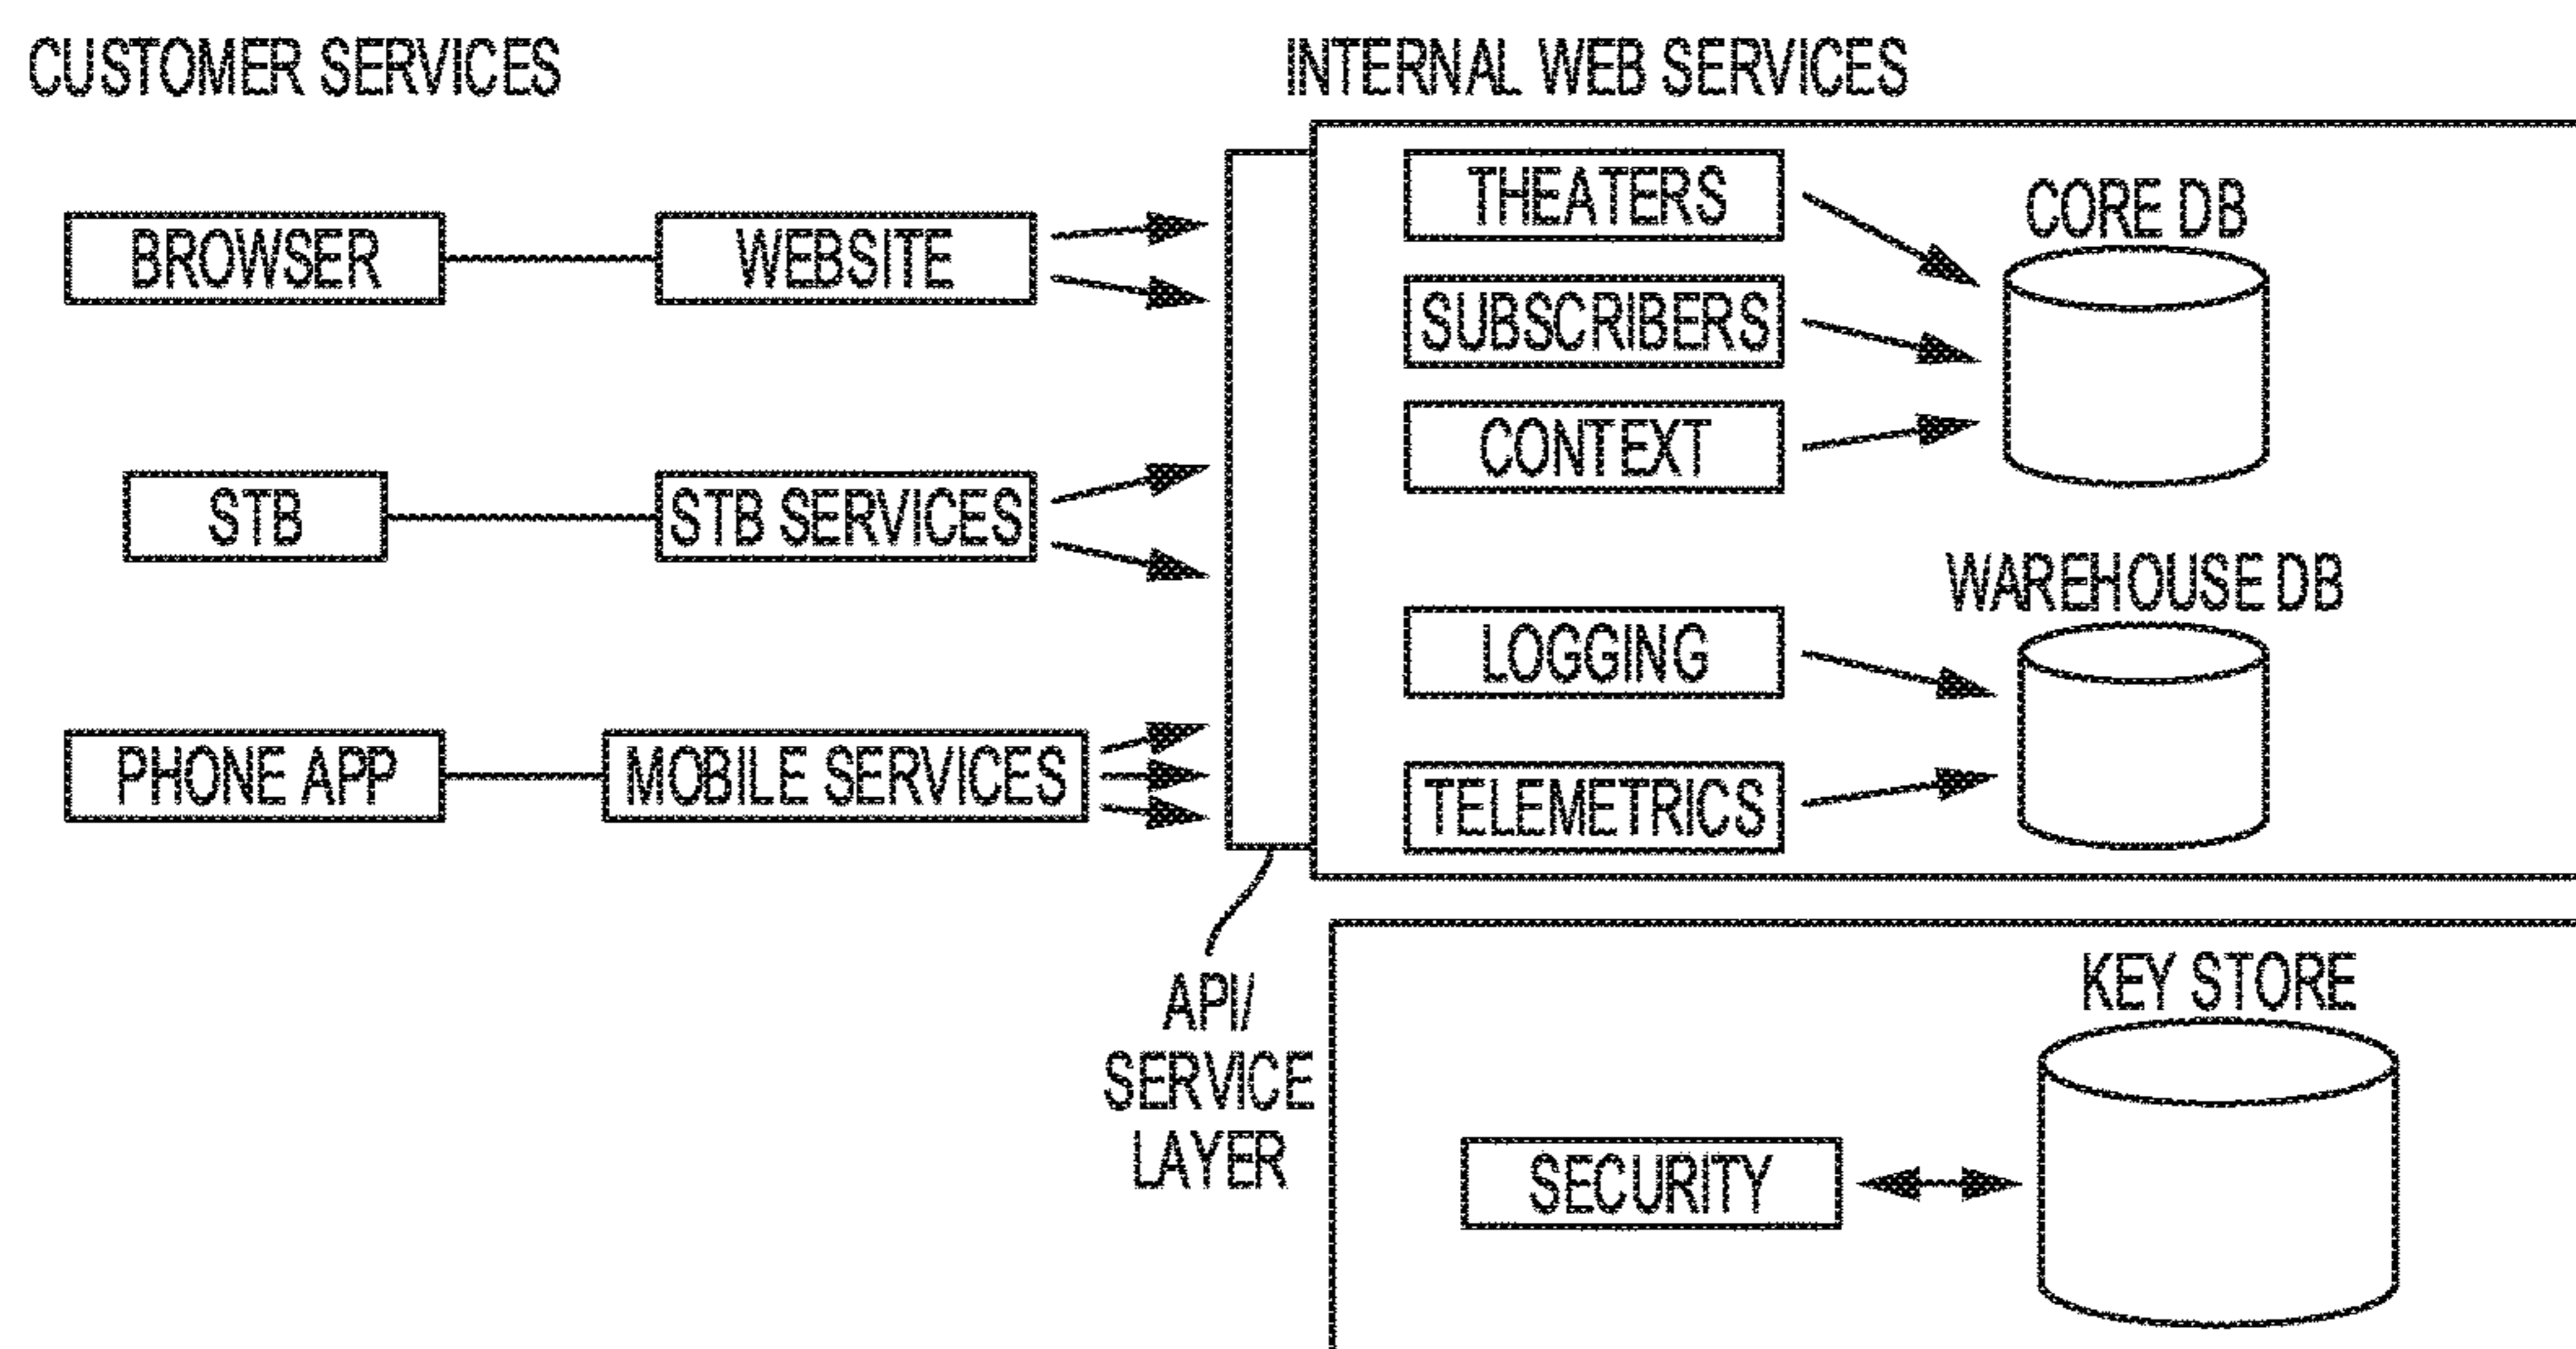 CUSTOMER SERVICES
INTERNAL WEB SERVICES
BROWSER
WEBSITE
STB
STB SERVICES
PHONE APP
MOBILE SERVICES
THEATERS
SUBSCRIBERS
CONTEXT
CORE DB
LOGGING
TELEMETRICS
WAREHOUSE DB
API/
SERVICE
LAYER
KEY STORE
SECURITY